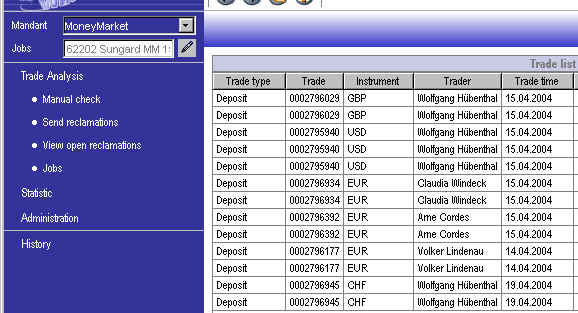 Mandant MoneyMarket
Jobs 62202 Sungard MM 1
Trade Analysis
Manual check
Send reclamations
View open reclamations
Jobs
Statistic
Administration
History
Trade list
Trade type Trade Instrument Trader Trade time
Deposit 0002796029 GBP Wolfgang Hübenthal 15.04.2004
Deposit 0002796029 GBP Wolfgang Hübenthal 15.04.2004
Deposit 0002795940 USD Wolfgang Hübenthal 15.04.2004
Deposit 0002795940 USD Wolfgang Hübenthal 15.04.2004
Deposit 0002795940 USD Wolfgang Hübenthal 15.04.2004
Deposit 0002796934 EUR Claudia Windeck 15.04.2004
Deposit 0002796934 EUR Claudia Windeck 15.04.2004
Deposit 0002796392 EUR Arne Cordes 15.04.2004
Deposit 0002796392 EUR Arne Cordes 15.04.2004
Deposit 0002796177 EUR Volker Lindenau 14.04.2004
Deposit 0002796177 EUR Volker Lindenau 14.04.2004
Deposit 0002796945 CHF Wolfgang Hübenthal 19.04.2004
Deposit 0002796945 CHF Wolfgang Hübenthal 19.04.2004